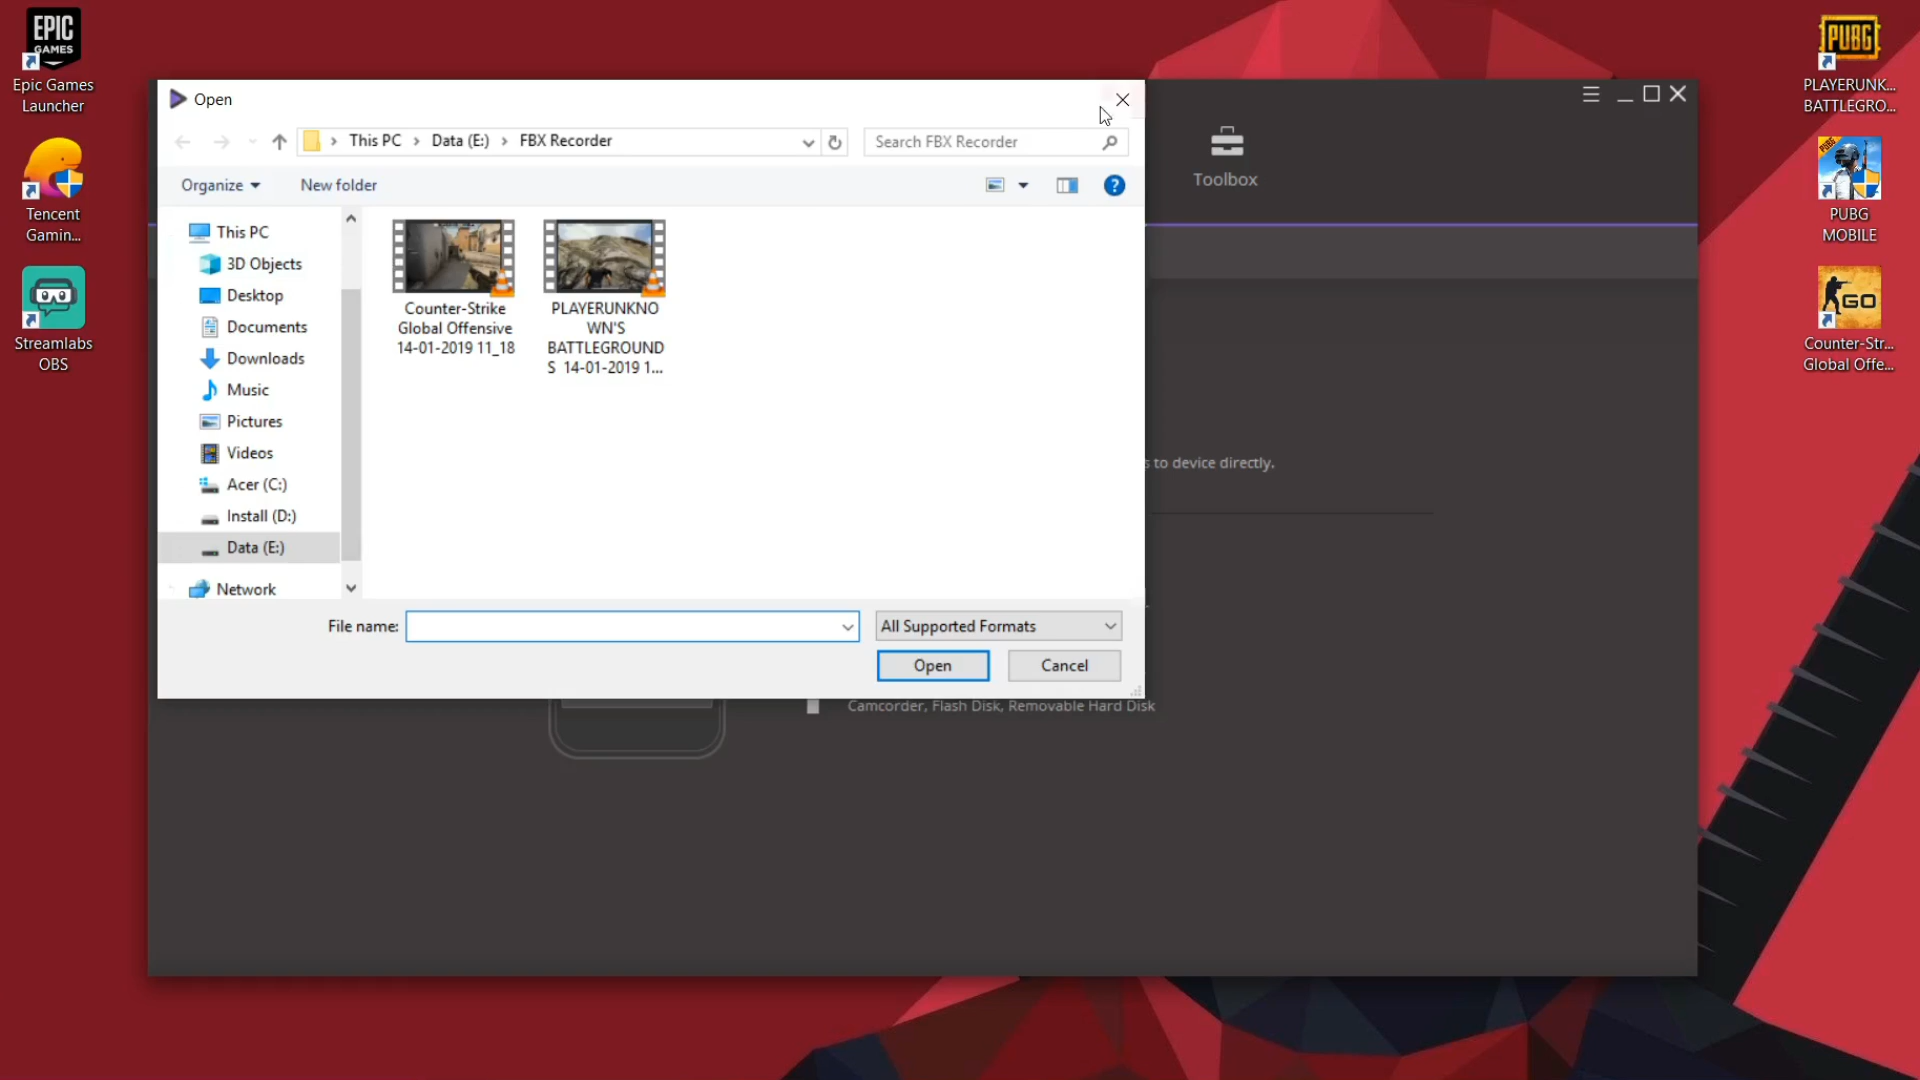 EPIC
GAMES
Epic Games
Launcher
Tencent
Gamin...
Streamlabs
OBS
Open
This PC > Data (E:) > FBX Recorder
Search FBX Recorder
Organize
New folder
?
This PC
3D Objects
Desktop
Documents
Downloads
Music
Pictures
Videos
Acer (C:)
Install (D:)
Data (E:)
Network
Counter-Strike
Global Offensive
14-01-2019 11_18
PLAYERUNKNO
WN'S
BATTLEGROUND
S 14-01-2019 1...
File name:
All Supported Formats
Open
Cancel
Toolbox
s to device directly.
Camcorder, Flash Disk, Removable Hard Disk
PUBG
PLAYERUNK...
BATTLEGRO...
PUBG
MOBILE
GO
Counter-Str...
Global Offe...